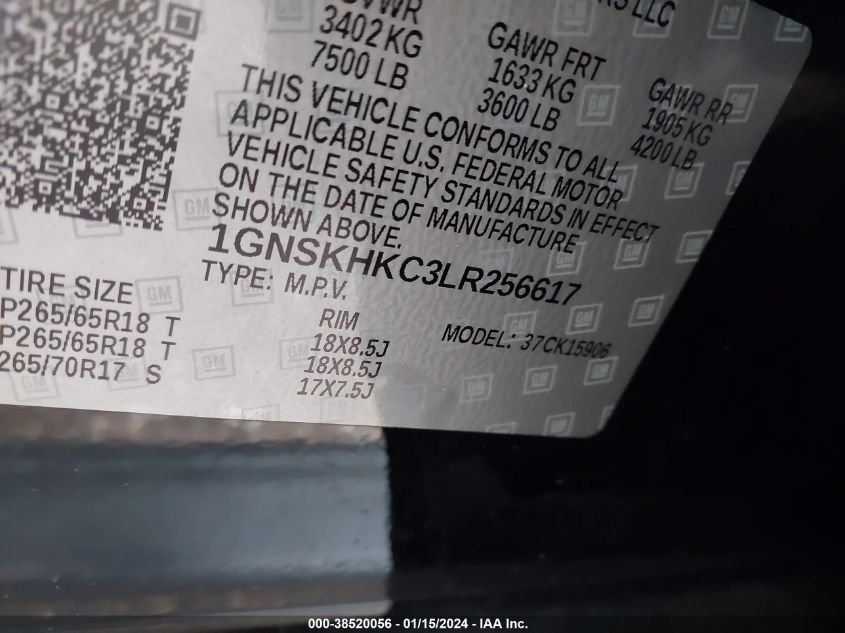 LLC
3402 KG
7500 LB
GAWR FRT
1633 KG
3600 LB
GAWR RR
1905 KG
4200 LB
THIS VEHICLE CONFORMS TO ALL
APPLICABLE U.S. FEDERAL MOTOR
VEHICLE SAFETY STANDARDS IN EFFECT
ON THE DATE OF MANUFACTURE
SHOWN ABOVE.
1GNSKHKC3LR256617
TYPE: M.P.V.
MODEL: 37CK15906
TIRE SIZE
RIM
P265/65R18 T
18X8.5J
P265/65R18 T
18X8.5J
265/70R17 S
17X7.5J
GM
000-38520056 - 01/15/2024 - IAA Inc.